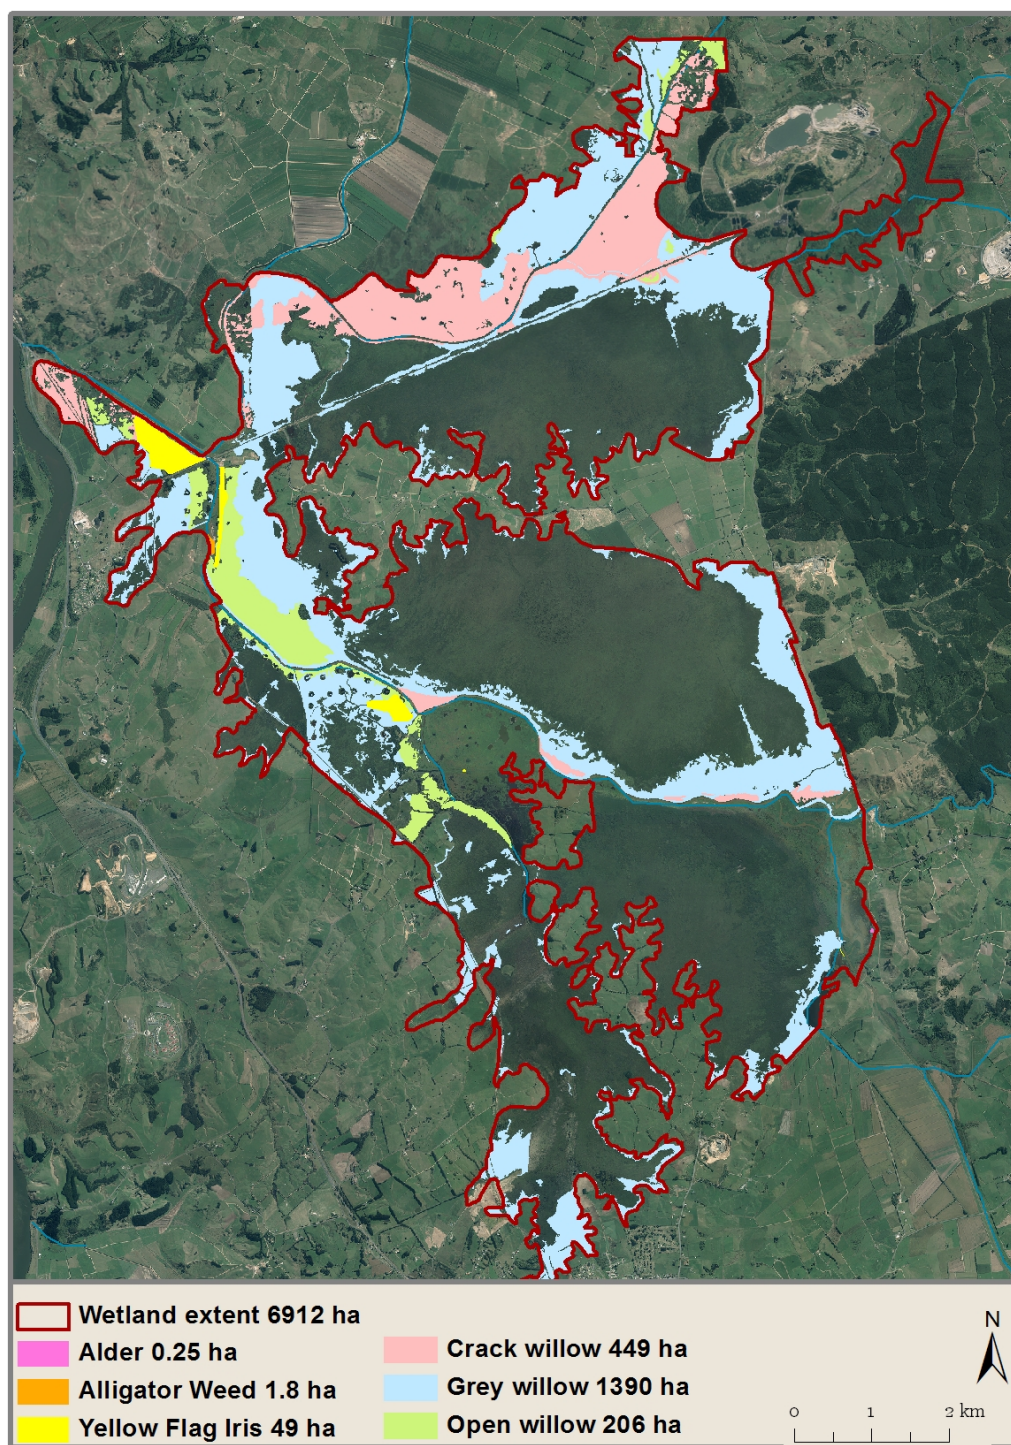 Wetland extent 6912 ha
Alder 0.25 ha
Alligator Weed 1.8 ha
Yellow Flag Iris 49 ha
Crack willow 449 ha
Grey willow 1390 ha
Open willow 206 ha
N
0 1 2 km